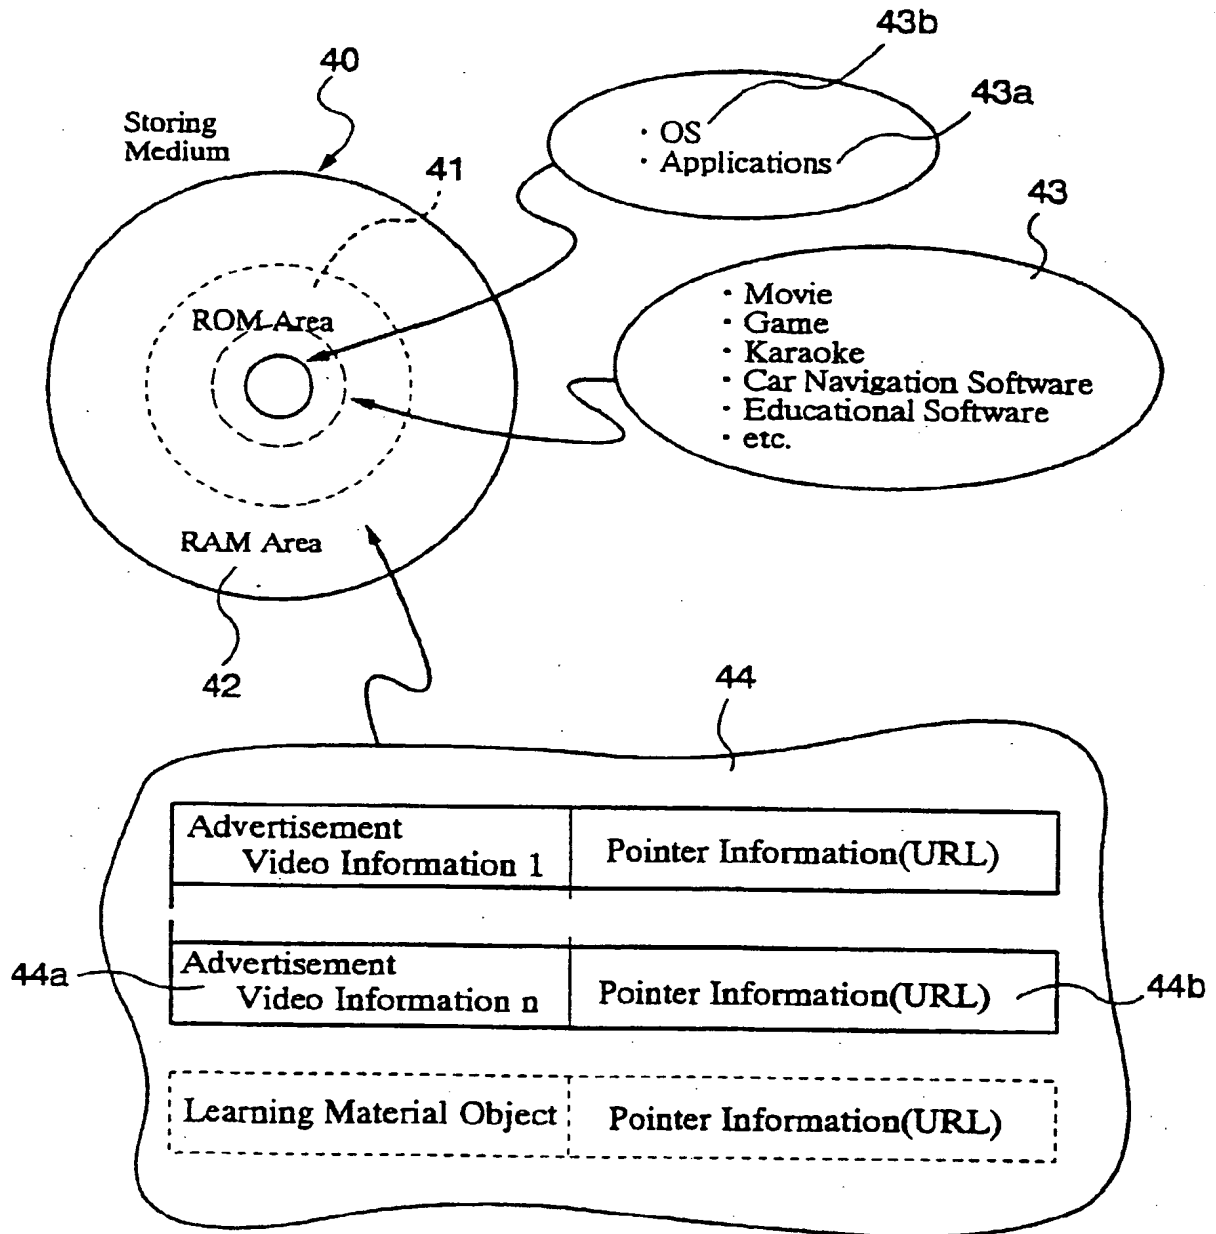 43b
40
43a
Storing
Medium
· OS
· Applications
41
43
ROM Area
· Movie
· Game
· Karaoke
· Car Navigation Software
· Educational Software
· etc.
RAM Area
42
44
Advertisement
Video Information 1
Pointer Information(URL)
44a
Advertisement
Video Information n
Pointer Information(URL)
44b
Learning Material Object
Pointer Information(URL)